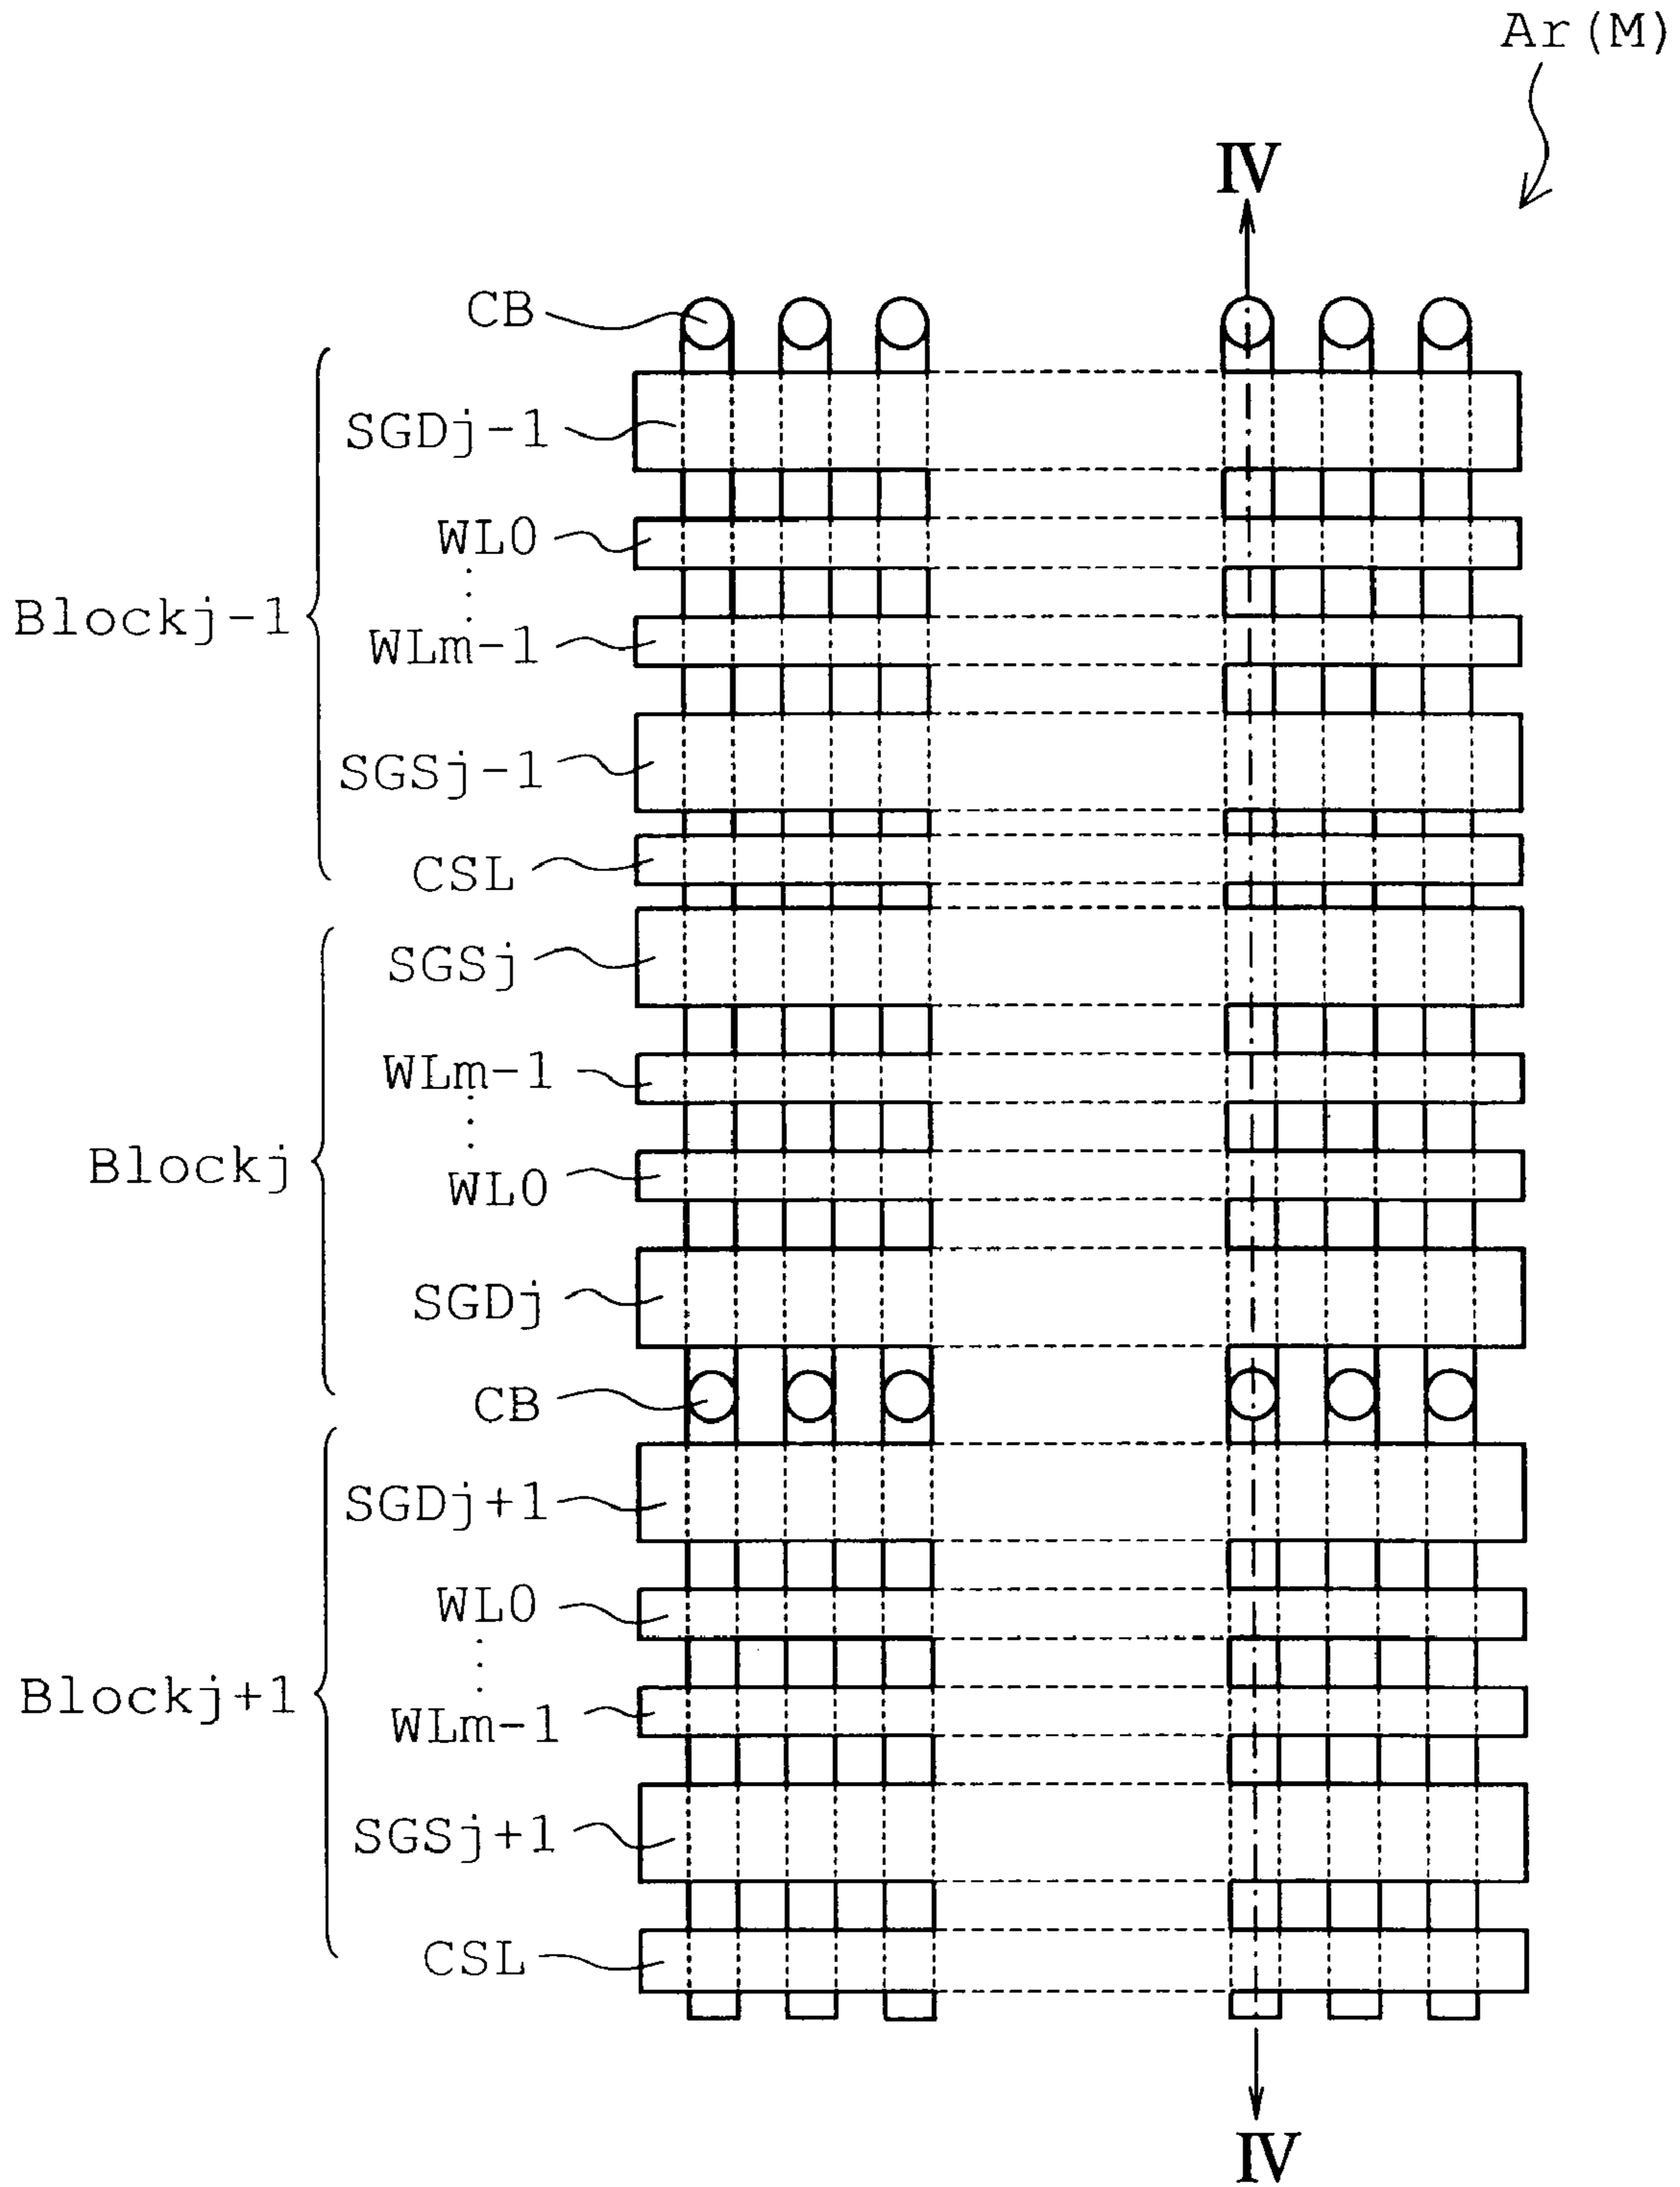 Ar(M)
IV
CB
SGDj-1
WL0
WLm-1
Blockj-1
SGSj-1
CSL
SGSj
WLm-1
Blockj
WL0
SGDj
CB
SGDj+1
WL0
Blockj+1
WLm-1
SGSj+1
CSL
IV